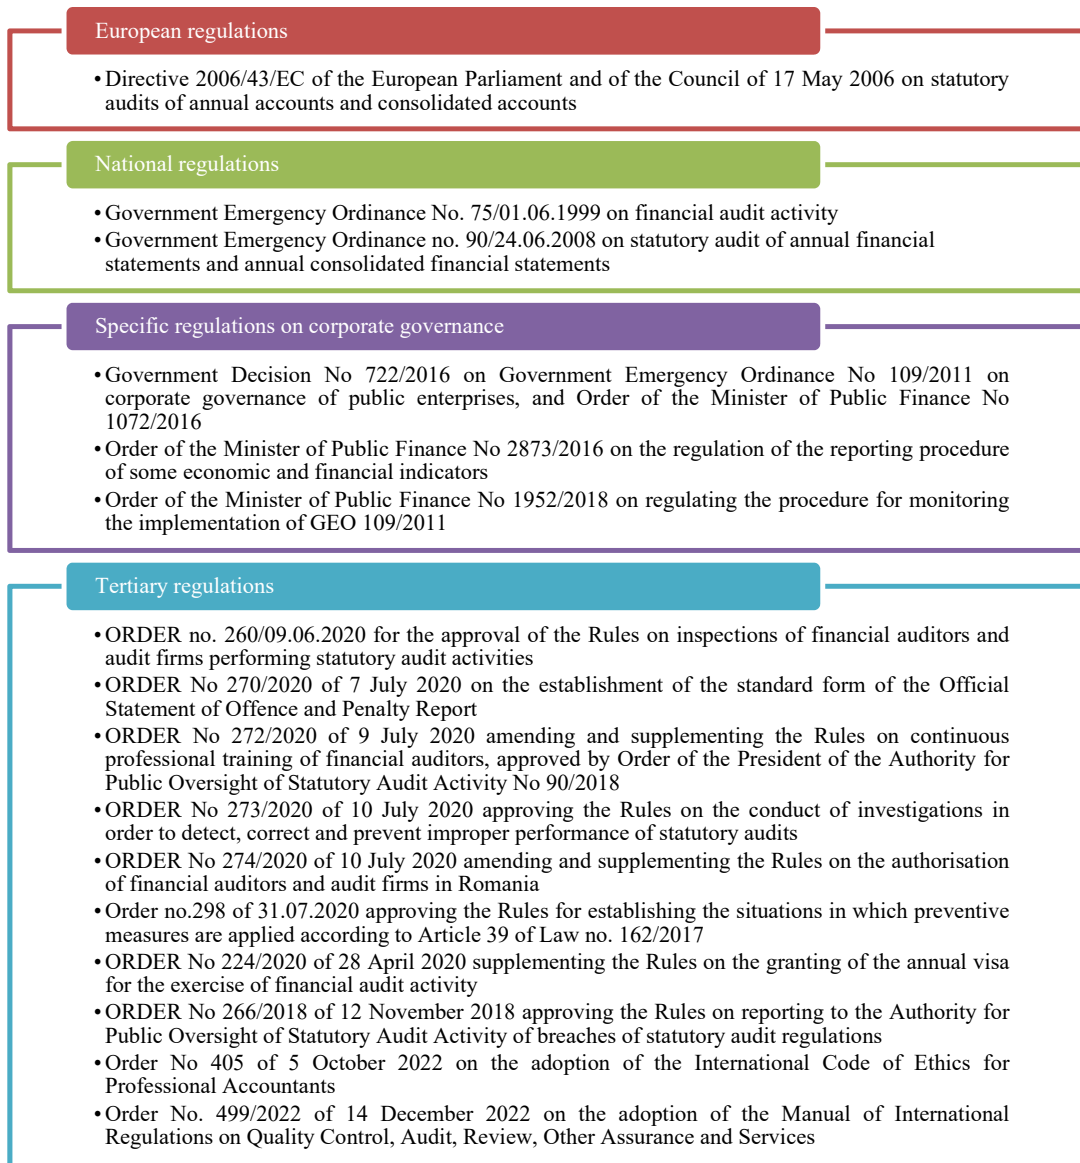 European regulations
•Directive 2006/43/EC of the European Parliament and of the Council of 17 May 2006 on statutory
audits of annual accounts and consolidated accounts
National regulations
•Government Emergency Ordinance No. 75/01.06.1999 on financial audit activity
•Government Emergency Ordinance no. 90/24.06.2008 on statutory audit of annual financial
statements and annual consolidated financial statements
Specific regulations on corporate governance
•Government Decision No 722/2016 on Government Emergency Ordinance No 109/2011 on
corporate governance of public enterprises, and Order of the Minister of Public Finance No
1072/2016
•Order of the Minister of Public Finance No 2873/2016 on the regulation of the reporting procedure
of some economic and financial indicators
•Order of the Minister of Public Finance No 1952/2018 on regulating the procedure for monitoring
the implementation of GEO 109/2011
Tertiary regulations
•ORDER no. 260/09.06.2020 for the approval of the Rules on inspections of financial auditors and
audit firms performing statutory audit activities
•ORDER No 270/2020 of 7 July 2020 on the establishment of the standard form of the Official
Statement of Offence and Penalty Report
•ORDER No 272/2020 of 9 July 2020 amending and supplementing the Rules on continuous
professional training of financial auditors, approved by Order of the President of the Authority for
Public Oversight of Statutory Audit Activity No 90/2018
•ORDER No 273/2020 of 10 July 2020 approving the Rules on the conduct of investigations in
order to detect, correct and prevent improper performance of statutory audits
•ORDER No 274/2020 of 10 July 2020 amending and supplementing the Rules on the authorisation
of financial auditors and audit firms in Romania
•Order no.298 of 31.07.2020 approving the Rules for establishing the situations in which preventive
measures are applied according to Article 39 of Law no. 162/2017
•ORDER No 224/2020 of 28 April 2020 supplementing the Rules on the granting of the annual visa
for the exercise of financial audit activity
•ORDER No 266/2018 of 12 November 2018 approving the Rules on reporting to the Authority for
Public Oversight of Statutory Audit Activity of breaches of statutory audit regulations
•Order No 405 of 5 October 2022 on the adoption of the International Code of Ethics for
Professional Accountants
•Order No. 499/2022 of 14 December 2022 on the adoption of the Manual of International
Regulations on Quality Control, Audit, Review, Other Assurance and Services